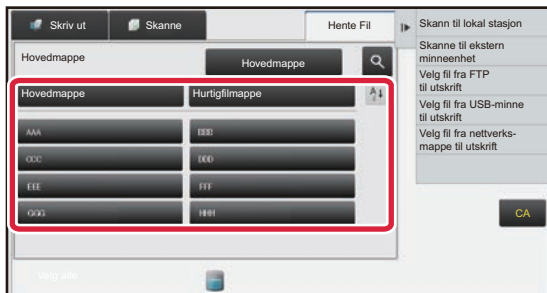 Skriv ut
Skanne
Hente Fil
Hovedmappe
Hovedmappe
Hovedmappe
Hurtigfilmappe
AAA
BBB
CCC
DDD
EEE
FFF
GGG
HHH
Velg alle
Skann til lokal stasjon
Skanne til ekstern
minneenhet
Velg fil fra FTP
til utskrift
Velg fil fra USB-minne
til utskrift
Velg fil fra nettverks-
mappe til utskrift
CA